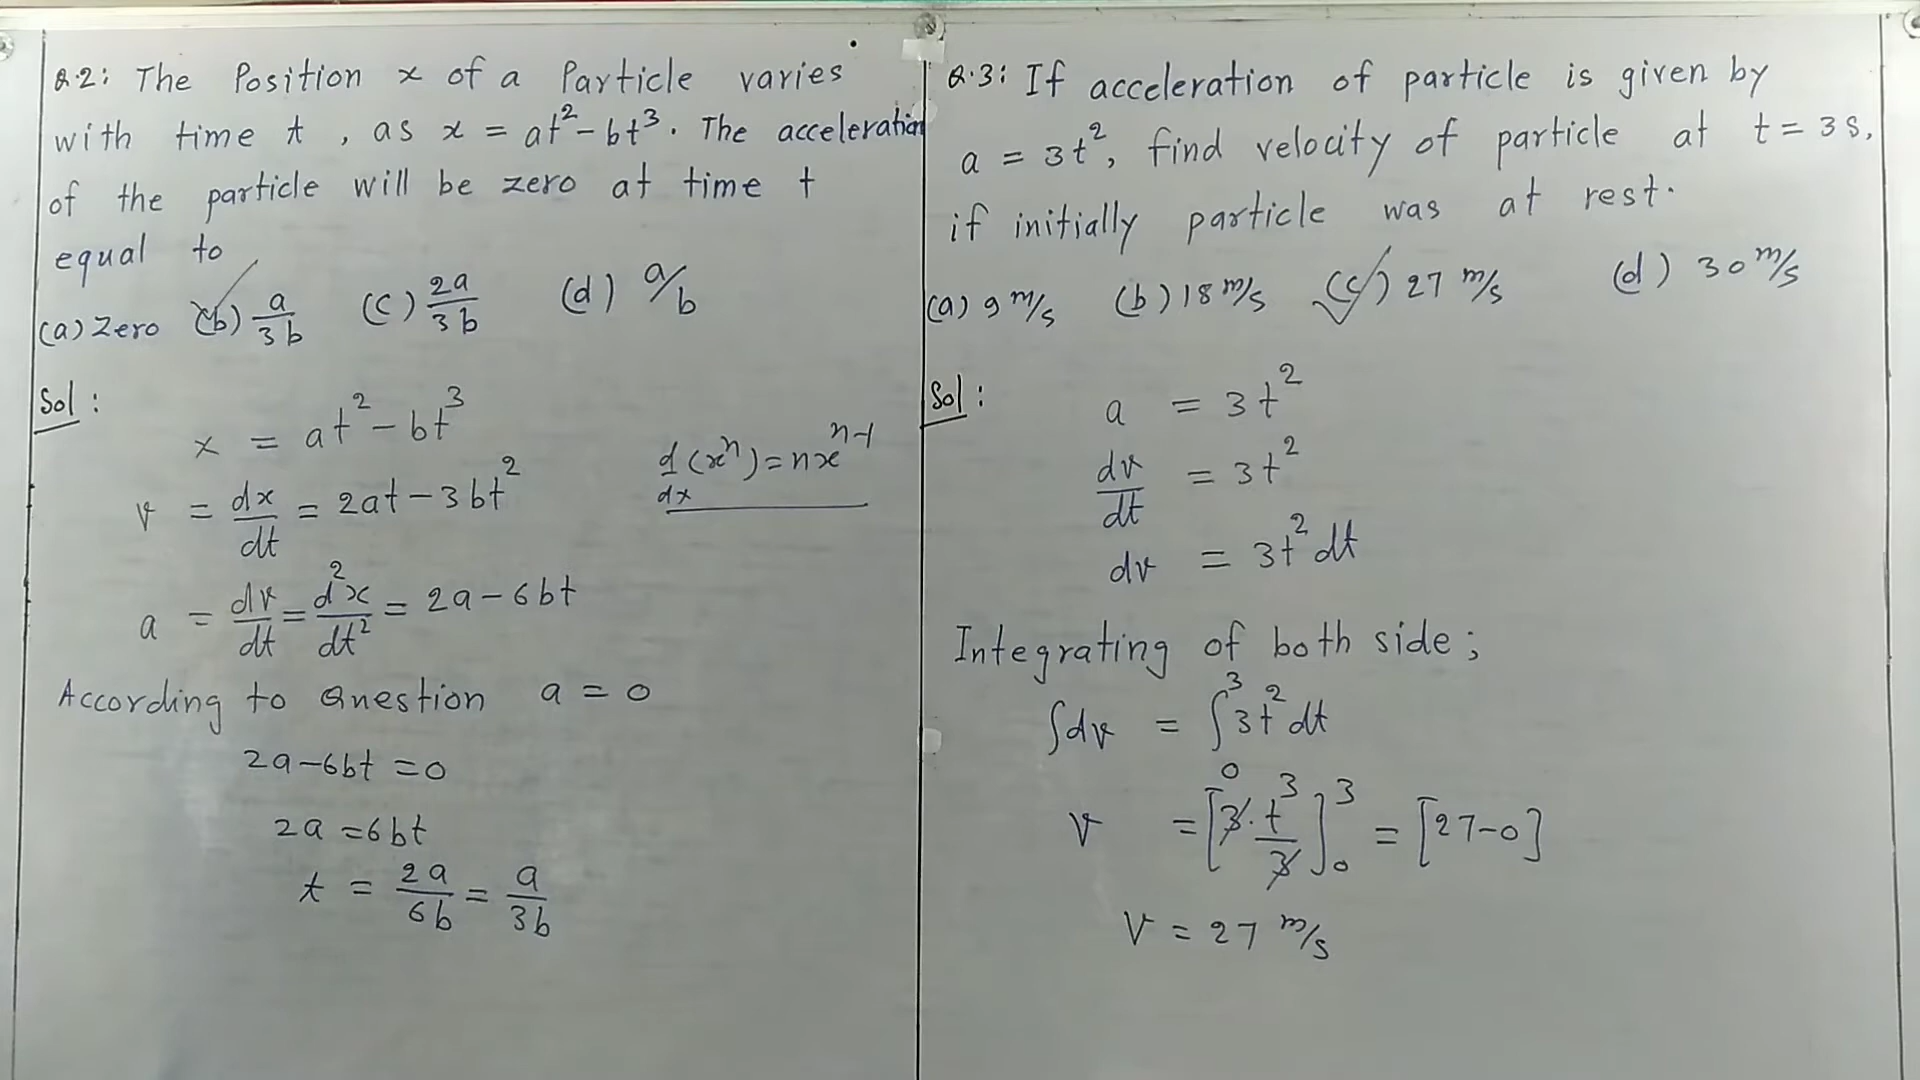 Q.2: The Position x of a Particle varies
with time t, as x = at² - bt³. The acceleration
of the particle will be zero at time t
equal to
(a) Zero (b) a/3b (c) 2a/3b (d) a/b
Sol:
x = at² - bt³
d/dx (xⁿ) = nxⁿ⁻¹
v = dx/dt = 2at - 3bt²
a = dv/dt = d²x/dt² = 2a - 6bt
According to Question a = 0
2a - 6bt = 0
2a = 6bt
t = 2a/6b = a/3b
Q.3: If acceleration of particle is given by
a = 3t², find velocity of particle at t = 3s,
if initially particle was at rest.
(a) 9 m/s (b) 18 m/s (c) 27 m/s (d) 30 m/s
Sol:
a = 3t²
dv/dt = 3t²
dv = 3t² dt
Integrating of both side;
∫dv = ∫₀³ 3t² dt
v = [3·t³/3]₀³ = [27-0]
V = 27 m/s